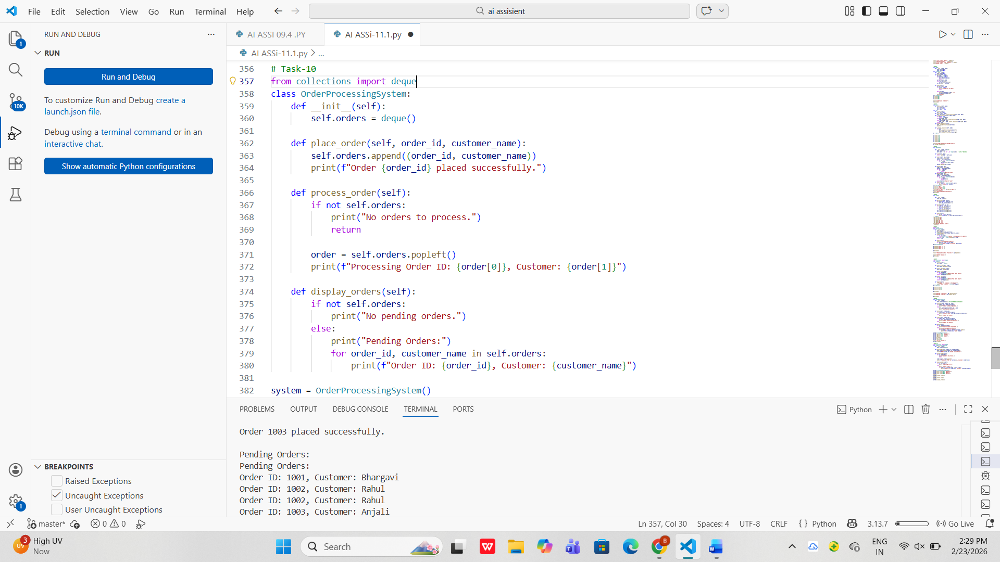 File Edit Selection View Go Run Terminal Help
ai assisient
RUN AND DEBUG
RUN
Run and Debug
To customize Run and Debug create a
launch.json file.
Debug using a terminal command or in an
interactive chat.
Show automatic Python configurations
BREAKPOINTS
Raised Exceptions
Uncaught Exceptions
User Uncaught Exceptions
1
10K
1
AI ASSI 09.4 .PY
AI ASSi-11.1.py
AI ASSi-11.1.py > ...
356 # Task-10
357 from collections import deque
358 class OrderProcessingSystem:
359 def __init__(self):
360 self.orders = deque()
361
362 def place_order(self, order_id, customer_name):
363 self.orders.append((order_id, customer_name))
364 print(f"Order {order_id} placed successfully.")
365
366 def process_order(self):
367 if not self.orders:
368 print("No orders to process.")
369 return
370
371 order = self.orders.popleft()
372 print(f"Processing Order ID: {order[0]}, Customer: {order[1]}")
373
374 def display_orders(self):
375 if not self.orders:
376 print("No pending orders.")
377 else:
378 print("Pending Orders:")
379 for order_id, customer_name in self.orders:
380 print(f"Order ID: {order_id}, Customer: {customer_name}")
381
382 system = OrderProcessingSystem()
PROBLEMS OUTPUT DEBUG CONSOLE TERMINAL PORTS
Python
Order 1003 placed successfully.
Pending Orders:
Pending Orders:
Order ID: 1001, Customer: Bhargavi
Order ID: 1002, Customer: Rahul
Order ID: 1002, Customer: Rahul
Order ID: 1003, Customer: Anjali
master* 0 0
Ln 357, Col 30 Spaces: 4 UTF-8 CRLF { } Python 3.13.7 Go Live
UV 3 High UV
Now
Search
B
ENG
IN
2:29 PM
2/23/2026